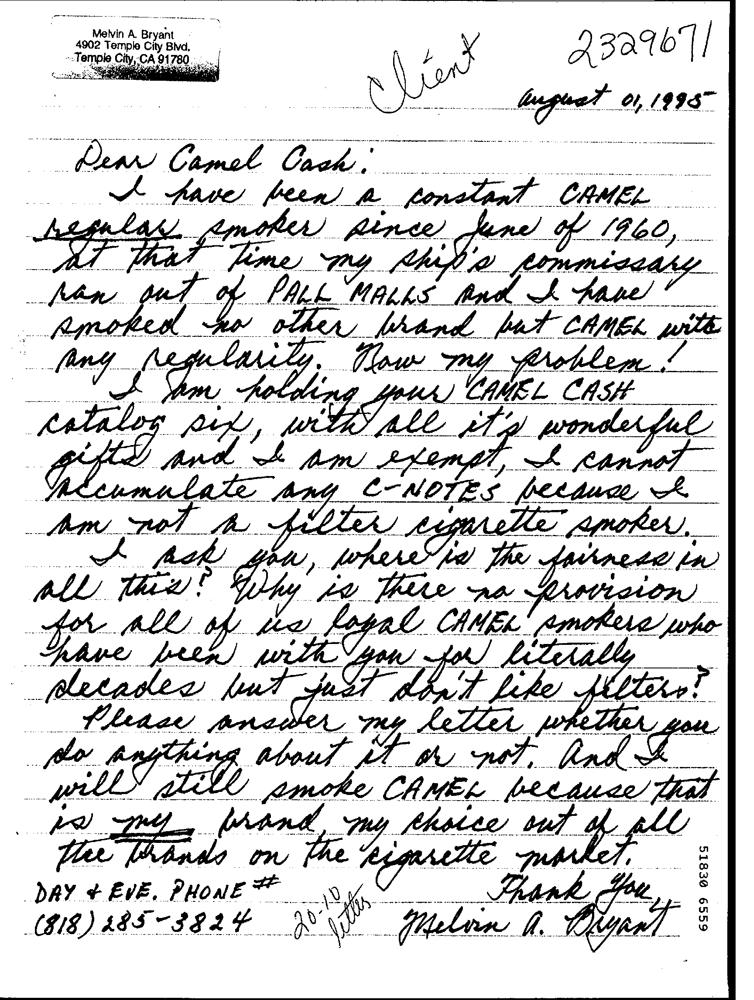 Melvin A. Bryant
4902 Temple City Blvd.
Temple City, CA 91780
Client
2329671
August 01, 1995
Dear Camel Cash:
I have been a constant CAMEL
regular smoker since June of 1960,
at that time my ship's commissary
ran out of PALL MALLS and I have
smoked no other brand but CAMEL with
any regularity. Now my problem!
I am holding your CAMEL CASH
catalog six, with all it's wonderful
gifts and I am exempt, I cannot
accumulate any C-NOTES because I
am not a filter cigarette smoker.
I ask you, where is the fairness in
all this? Why is there no provision
for all of us loyal CAMEL smokers who
have been with you for literally
decades but just don't like filters?
Please answer my letter whether you
do anything about it or not. And I
will still smoke CAMEL because that
is my brand, my choice out of all
the brands on the cigarette market.
DAY & EVE. PHONE #
(818) 285-3824
20-10
letter
Thank You,
Melvin A. Bryant
51830 6559